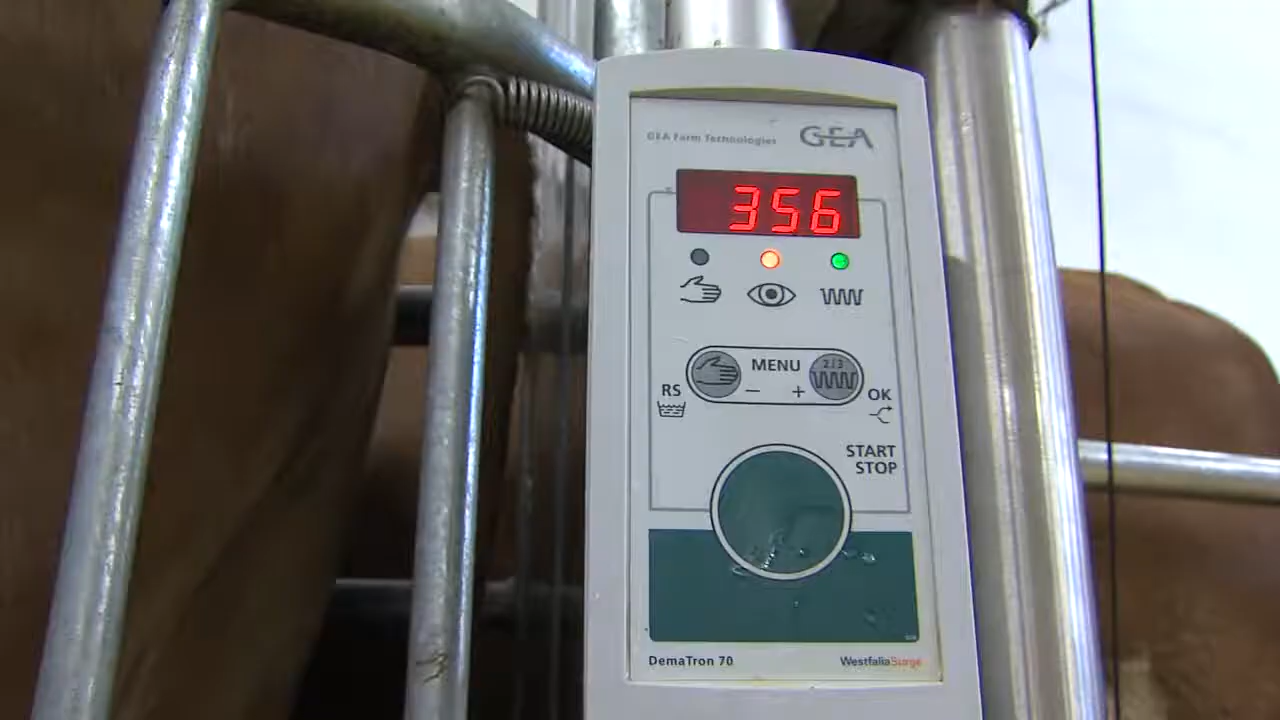 GEA Farm Technologies GEA
356
MENU
2/3
− +
RS OK
START
STOP
DemaTron 70 WestfaliaSurge